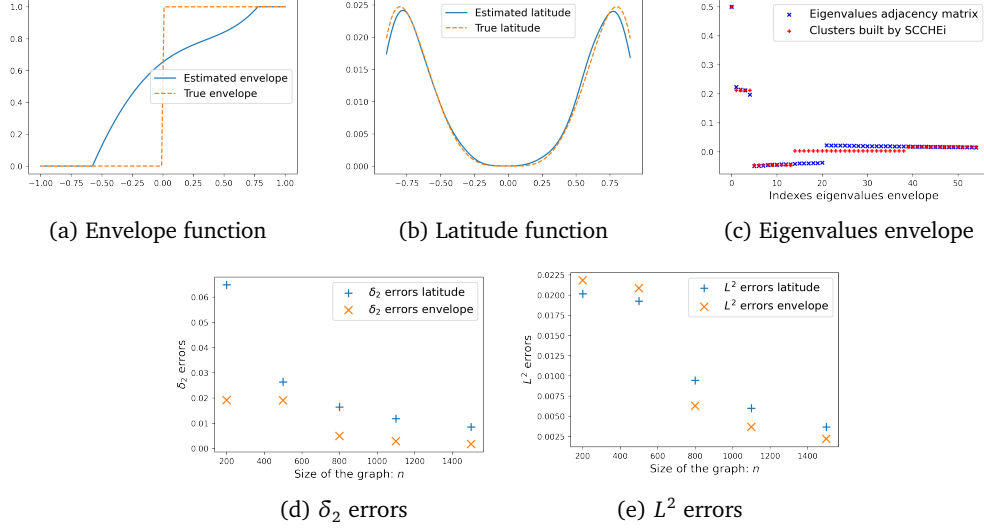 1.0
0.8
0.6
0.4
0.2
0.0
Estimated envelope
True envelope
−1.00 −0.75 −0.50 −0.25 0.00 0.25 0.50 0.75 1.00
(a) Envelope function
0.025
0.020
0.015
0.010
0.005
0.000
Estimated latitude
True latitude
−0.75 −0.50 −0.25 0.00 0.25 0.50 0.75
(b) Latitude function
0.5
0.4
0.3
0.2
0.1
0.0
Eigenvalues adjacency matrix
Clusters built by SCCHEi
0 10 20 30 40 50
Indexes eigenvalues envelope
(c) Eigenvalues envelope
0.06
0.05
0.04
0.03
0.02
0.01
0.00
δ2 errors
δ2 errors latitude
δ2 errors envelope
200 400 600 800 1000 1200 1400
Size of the graph: n
(d) δ2 errors
0.0225
0.0200
0.0175
0.0150
0.0125
0.0100
0.0075
0.0050
0.0025
L² errors
L² errors latitude
L² errors envelope
200 400 600 800 1000 1200 1400
Size of the graph: n
(e) L² errors